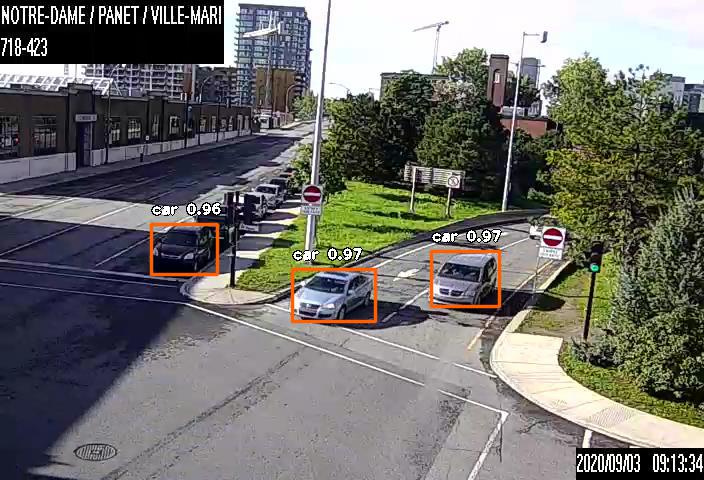 NOTRE-DAME / PANET / VILLE-MARI
718-423
car 0.96
car 0.97
car 0.97
2020/09/03 09:13:34